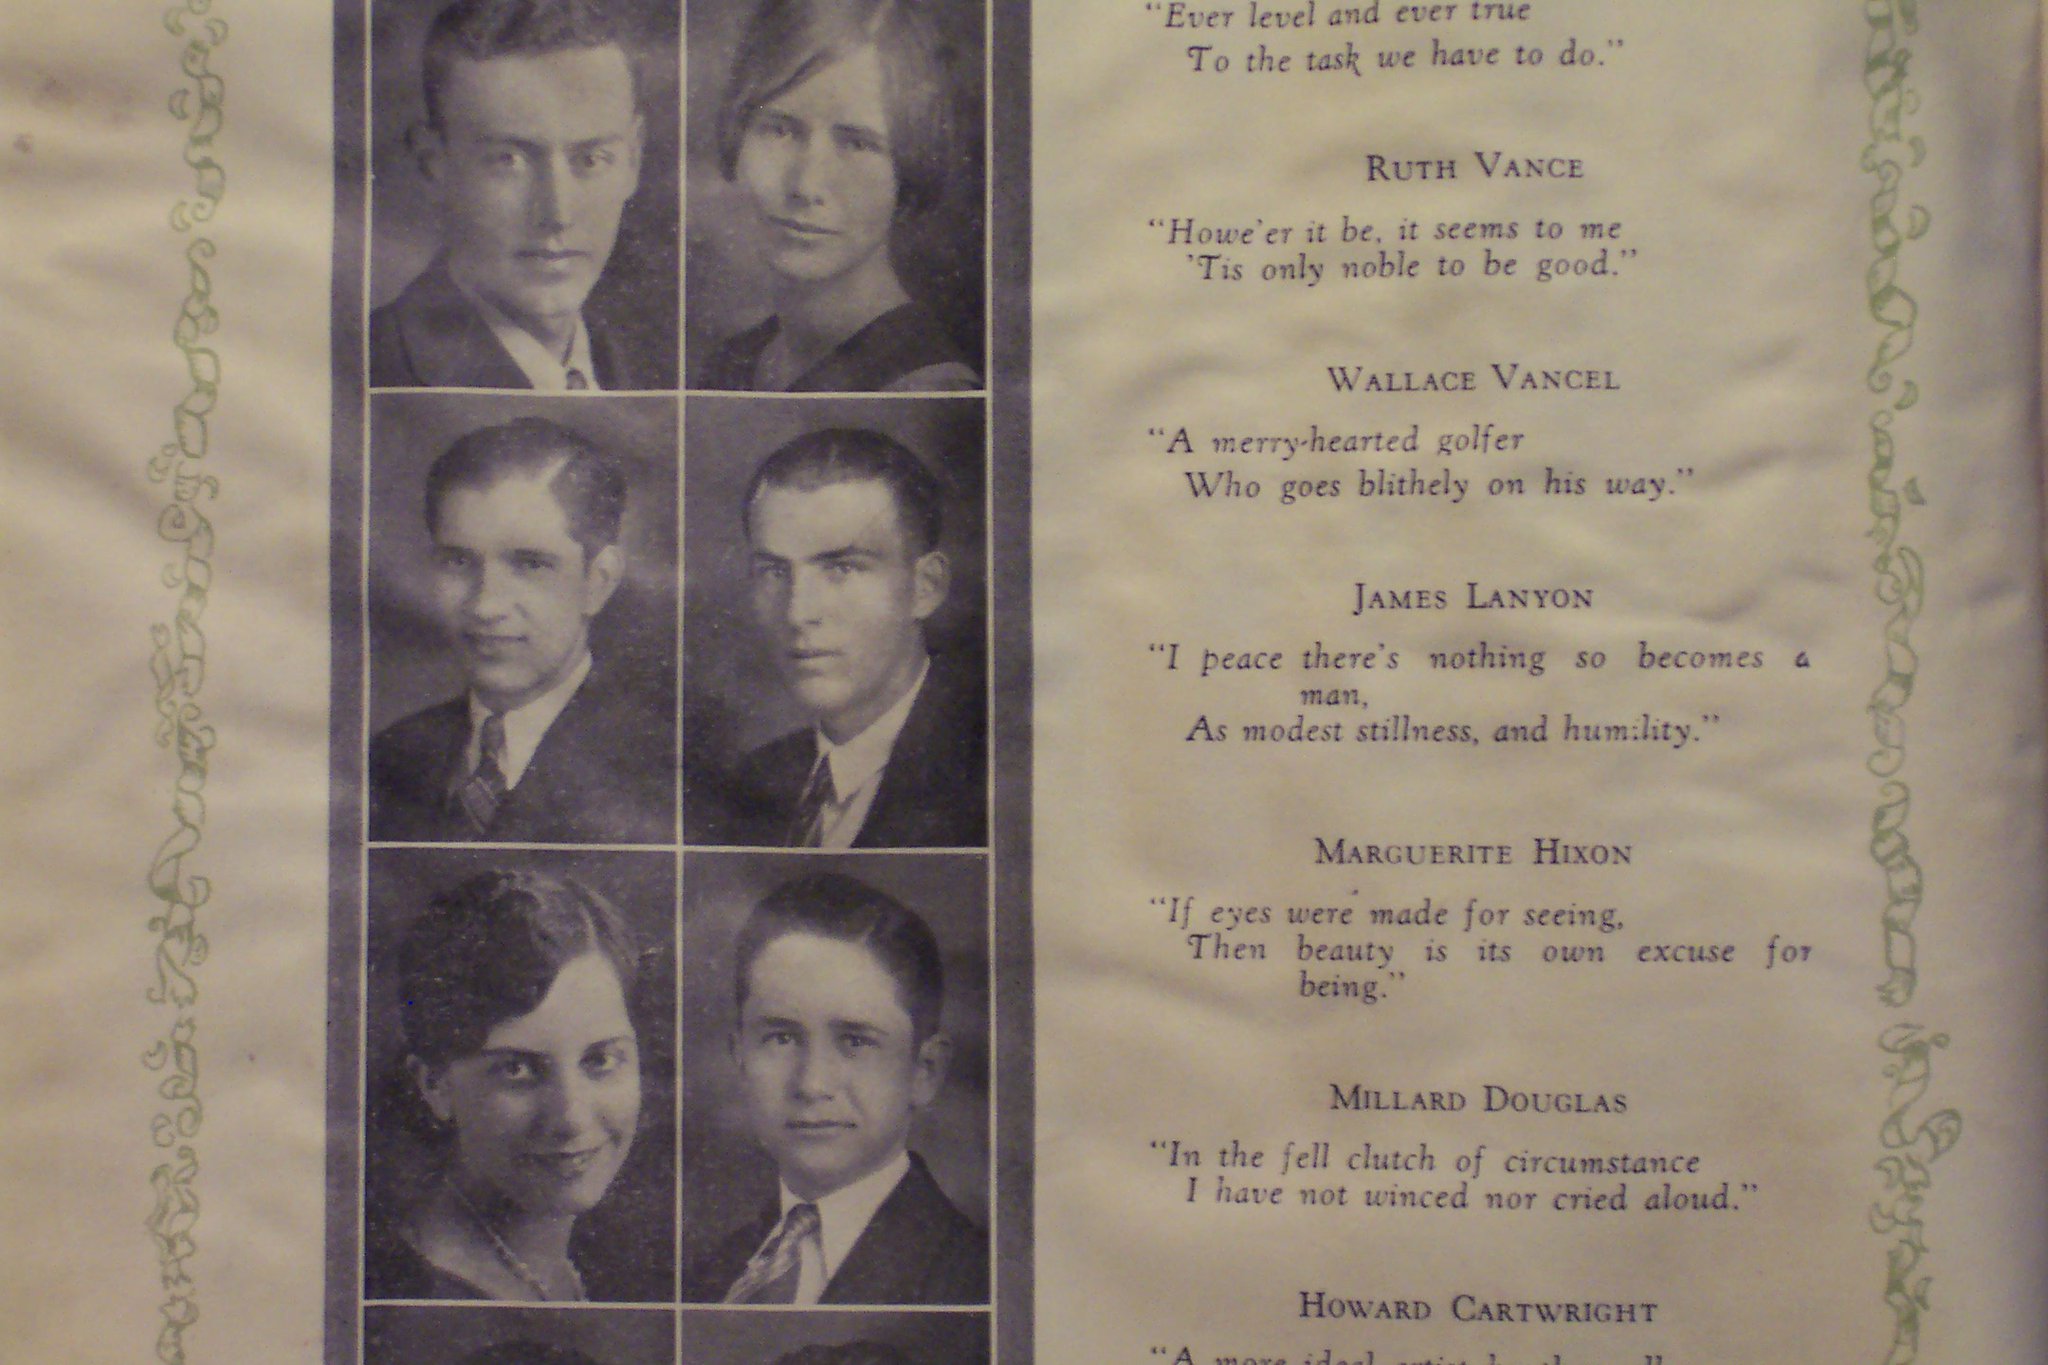 "Ever level and ever true
To the task we have to do."
RUTH VANCE
"Howe'er it be, it seems to me
'Tis only noble to be good."
WALLACE VANCEL
"A merry-hearted golfer
Who goes blithely on his way."
JAMES LANYON
"I peace there's nothing so becomes a
man,
As modest stillness, and humility."
MARGUERITE HIXON
"If eyes were made for seeing,
Then beauty is its own excuse for
being."
MILLARD DOUGLAS
"In the fell clutch of circumstance
I have not winced nor cried aloud."
HOWARD CARTWRIGHT
"A more ideal artist